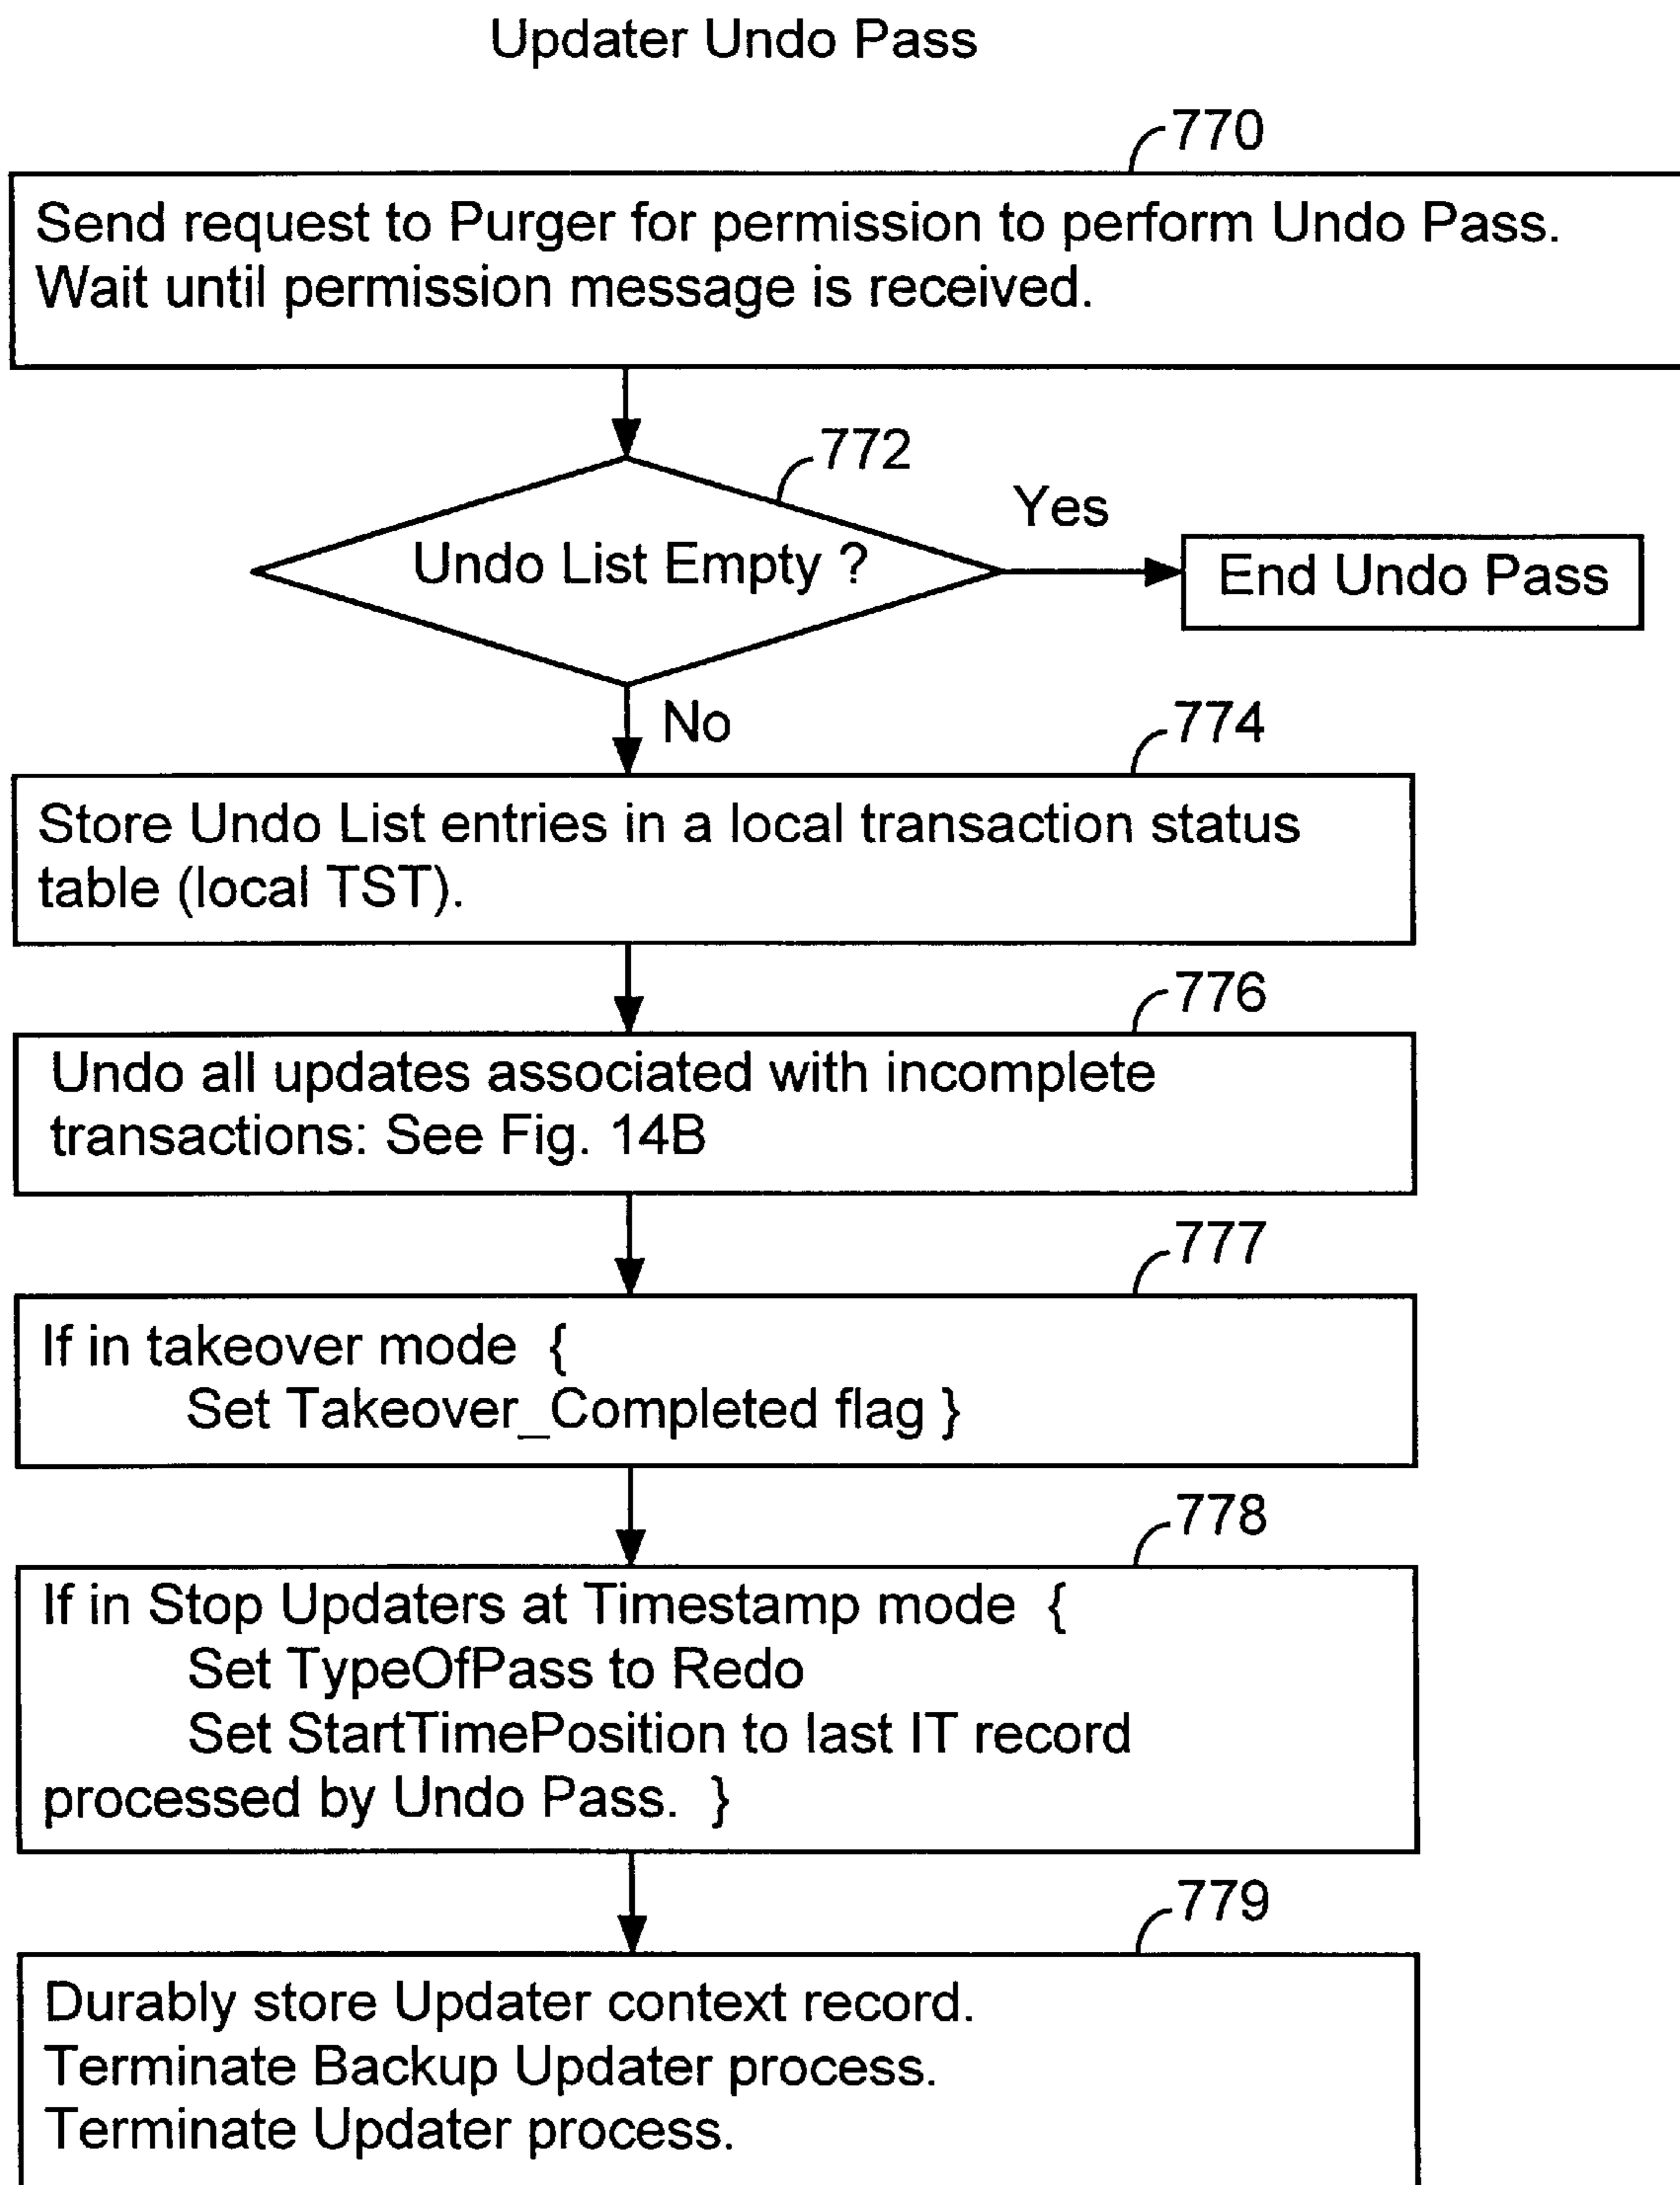 Updater Undo Pass
770
Send request to Purger for permission to perform Undo Pass.
Wait until permission message is received.
772
Undo List Empty ?
Yes
End Undo Pass
No
774
Store Undo List entries in a local transaction status
table (local TST).
776
Undo all updates associated with incomplete
transactions: See Fig. 14B
777
If in takeover mode {
Set Takeover_Completed flag }
778
If in Stop Updaters at Timestamp mode {
Set TypeOfPass to Redo
Set StartTimePosition to last IT record
processed by Undo Pass. }
779
Durably store Updater context record.
Terminate Backup Updater process.
Terminate Updater process.